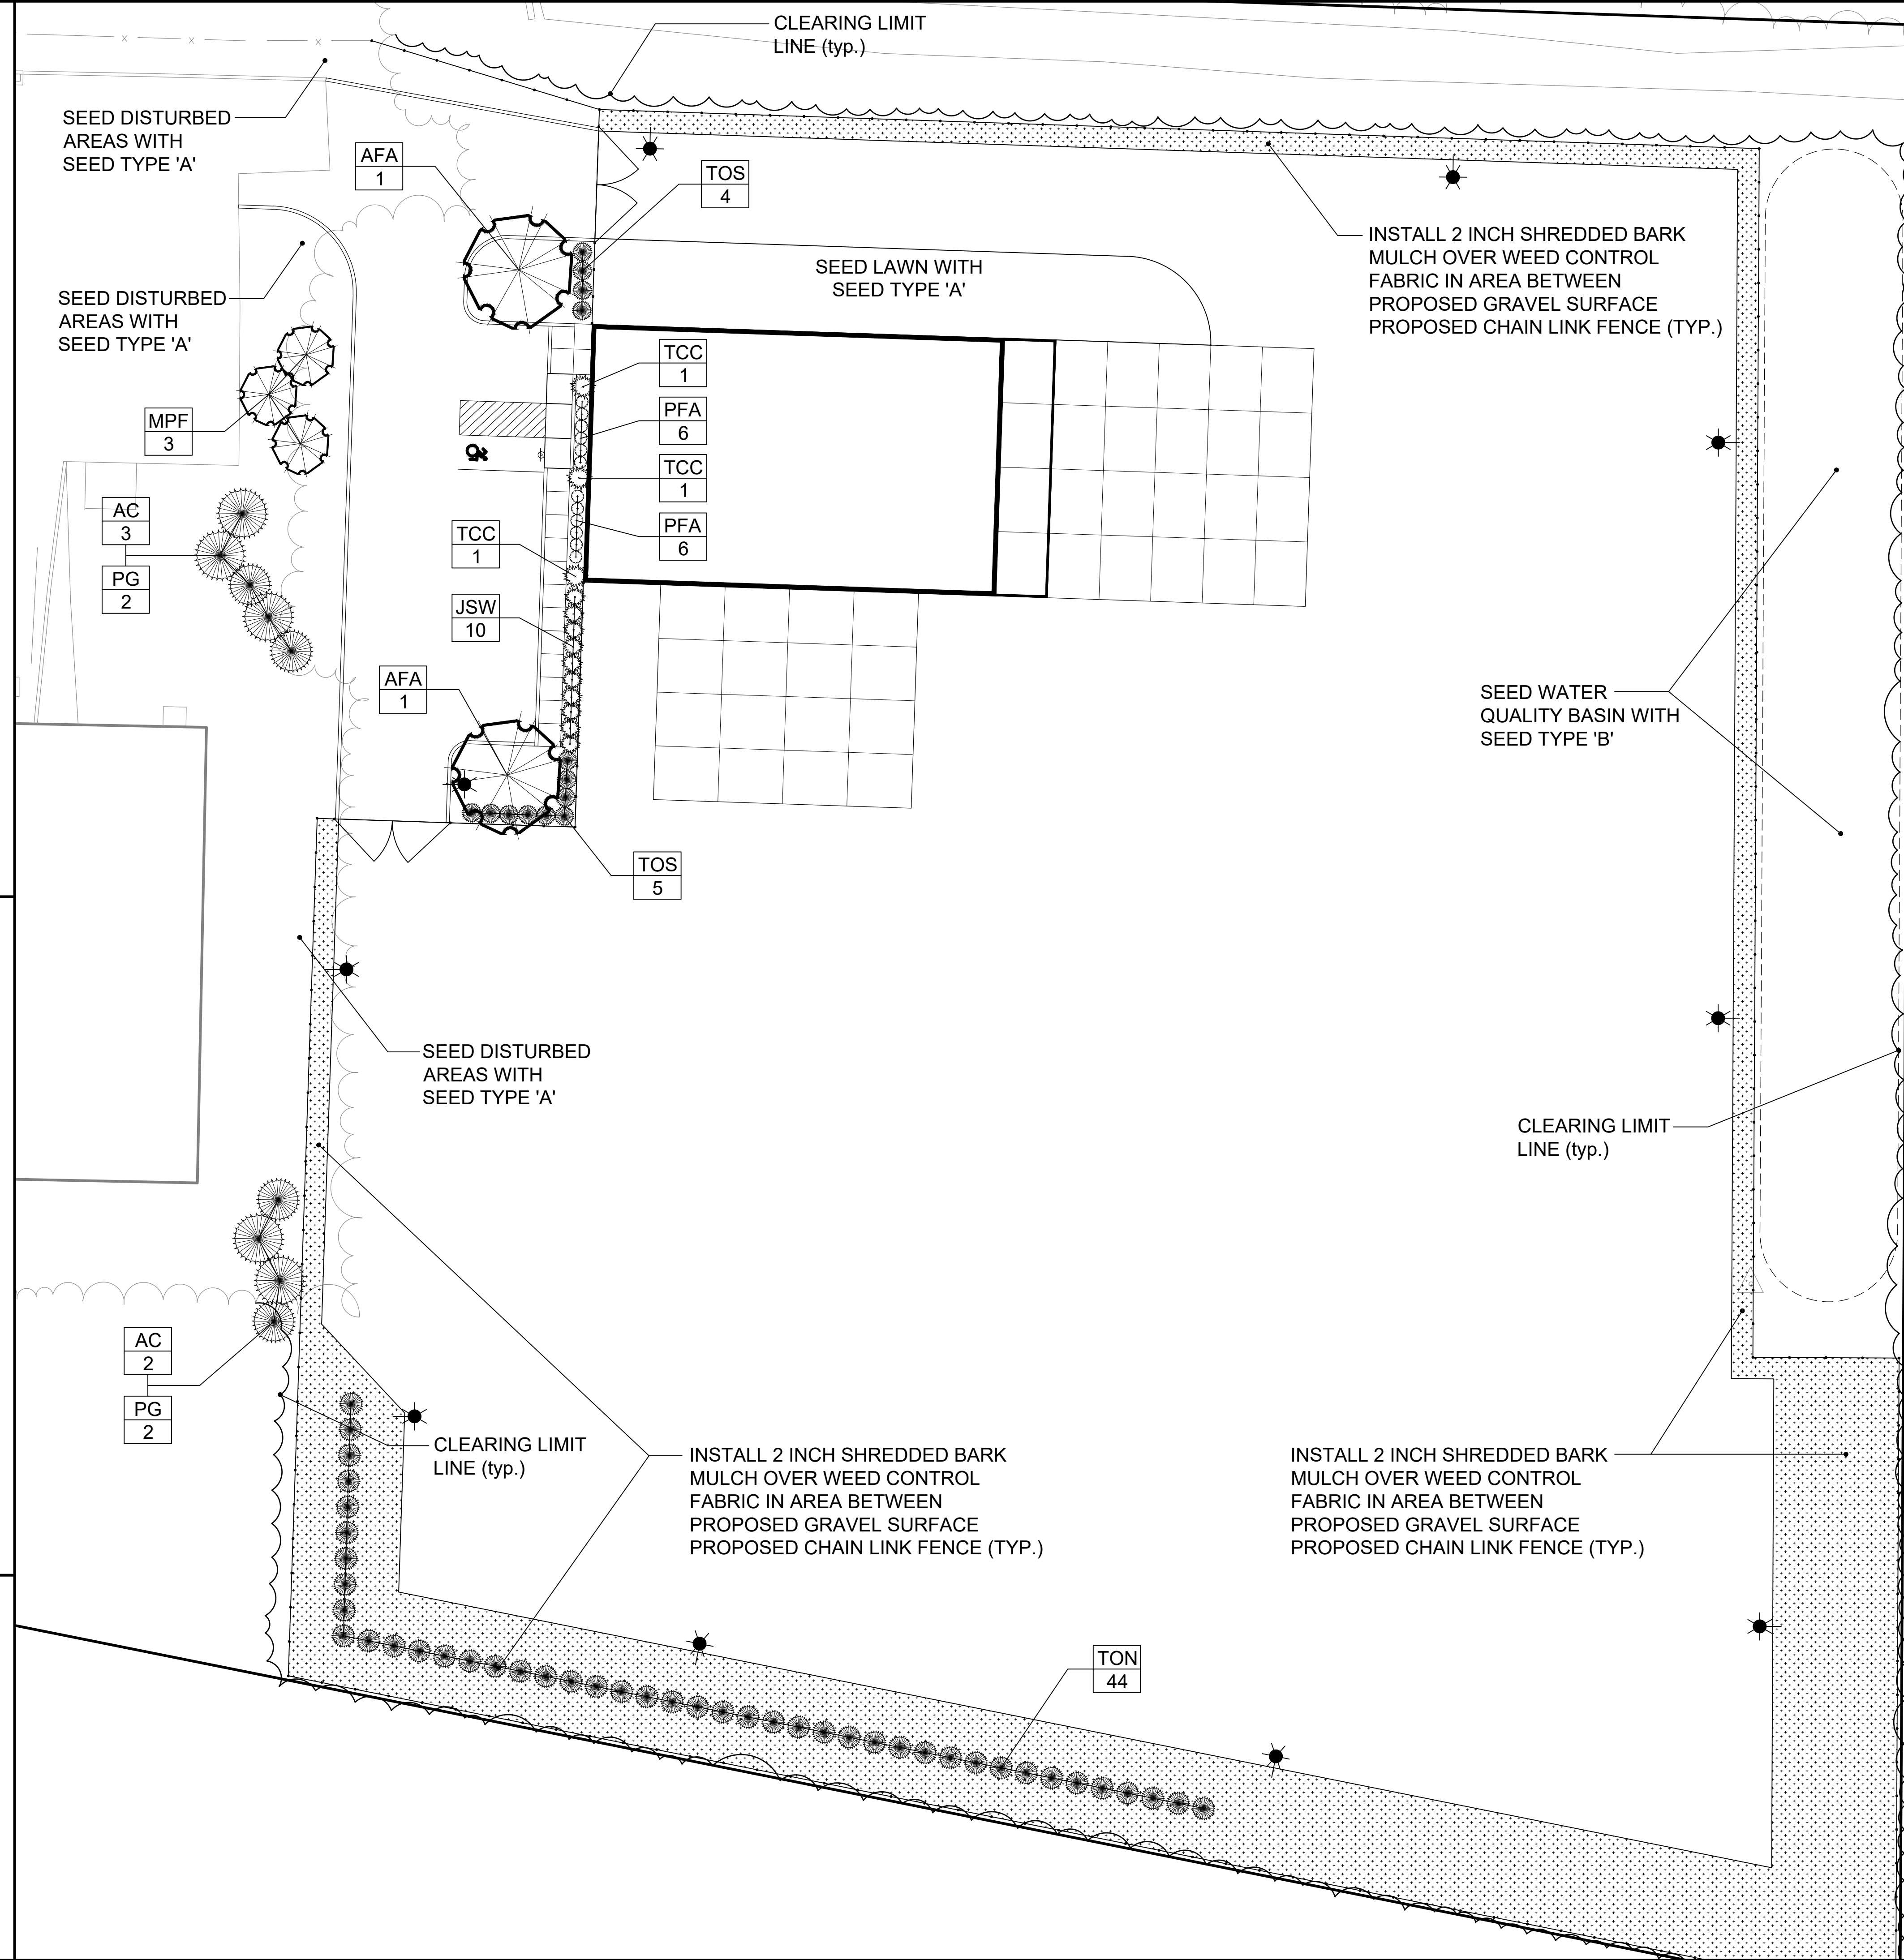 CLEARING LIMIT
LINE (typ.)
SEED DISTURBED
AREAS WITH
SEED TYPE 'A'
AFA
1
TOS
4
INSTALL 2 INCH SHREDDED BARK
MULCH OVER WEED CONTROL
FABRIC IN AREA BETWEEN
PROPOSED GRAVEL SURFACE
PROPOSED CHAIN LINK FENCE (TYP.)
SEED LAWN WITH
SEED TYPE 'A'
SEED DISTURBED
AREAS WITH
SEED TYPE 'A'
TCC
1
PFA
6
MPF
3
TCC
1
AC
3
PG
2
PFA
6
TCC
1
JSW
10
AFA
1
SEED WATER
QUALITY BASIN WITH
SEED TYPE 'B'
TOS
5
SEED DISTURBED
AREAS WITH
SEED TYPE 'A'
CLEARING LIMIT
LINE (typ.)
AC
2
PG
2
CLEARING LIMIT
LINE (typ.)
INSTALL 2 INCH SHREDDED BARK
MULCH OVER WEED CONTROL
FABRIC IN AREA BETWEEN
PROPOSED GRAVEL SURFACE
PROPOSED CHAIN LINK FENCE (TYP.)
INSTALL 2 INCH SHREDDED BARK
MULCH OVER WEED CONTROL
FABRIC IN AREA BETWEEN
PROPOSED GRAVEL SURFACE
PROPOSED CHAIN LINK FENCE (TYP.)
TON
44